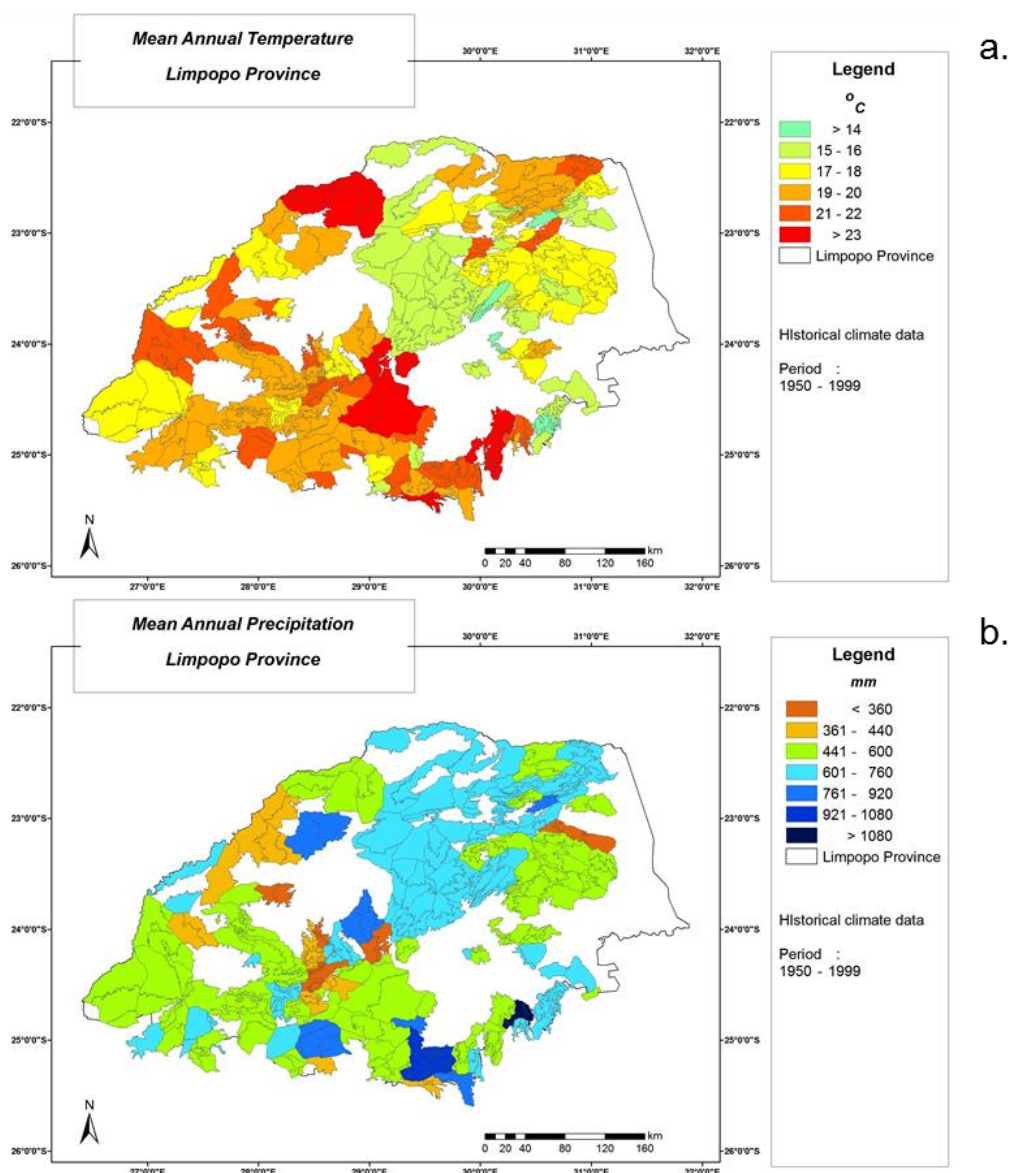 a.
Mean Annual Temperature
Limpopo Province
30°0'0"E 32°0'0"E
22°0'0"S 22°0'0"S
23°0'0"S 23°0'0"S
24°0'0"S 24°0'0"S
25°0'0"S 25°0'0"S
26°0'0"S 26°0'0"S
N
km
0 20 40 80 120 160
27°0'0"E 28°0'0"E 29°0'0"E 30°0'0"E 31°0'0"E
Legend
°C
> 14
15 - 16
17 - 18
19 - 20
21 - 22
> 23
Limpopo Province
HIstorical climate data
Period :
1950 - 1999
b.
Mean Annual Precipitation
Limpopo Province
30°0'0"E 32°0'0"E
22°0'0"S 22°0'0"S
23°0'0"S 23°0'0"S
24°0'0"S 24°0'0"S
25°0'0"S 25°0'0"S
26°0'0"S 26°0'0"S
N
km
0 20 40 80 120 160
27°0'0"E 28°0'0"E 29°0'0"E 30°0'0"E 31°0'0"E
Legend
mm
< 360
361 - 440
441 - 600
601 - 760
761 - 920
921 - 1080
> 1080
Limpopo Province
HIstorical climate data
Period :
1950 - 1999